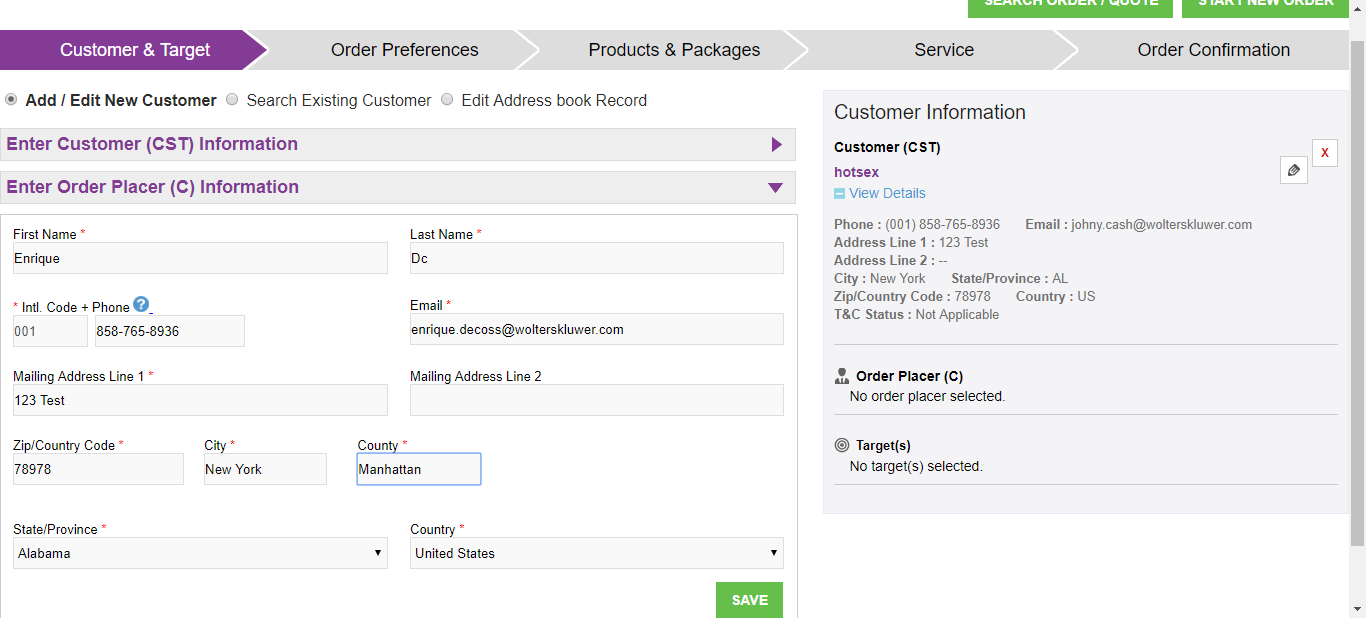 SEARCH ORDER / QUOTE
START NEW ORDER
Customer & Target
Order Preferences
Products & Packages
Service
Order Confirmation
Add / Edit New Customer
Search Existing Customer
Edit Address book Record
Enter Customer (CST) Information
Enter Order Placer (C) Information
First Name *
Last Name *
Enrique
Dc
* Intl. Code + Phone ?
Email *
001
858-765-8936
enrique.decoss@wolterskluwer.com
Mailing Address Line 1 *
Mailing Address Line 2
123 Test
Zip/Country Code *
City *
County *
78978
New York
Manhattan
State/Province *
Country *
Alabama
United States
SAVE
Customer Information
Customer (CST)
X
hotsex
View Details
Phone : (001) 858-765-8936 Email : johny.cash@wolterskluwer.com
Address Line 1 : 123 Test
Address Line 2 : --
City : New York State/Province : AL
Zip/Country Code : 78978 Country : US
T&C Status : Not Applicable
Order Placer (C)
No order placer selected.
Target(s)
No target(s) selected.